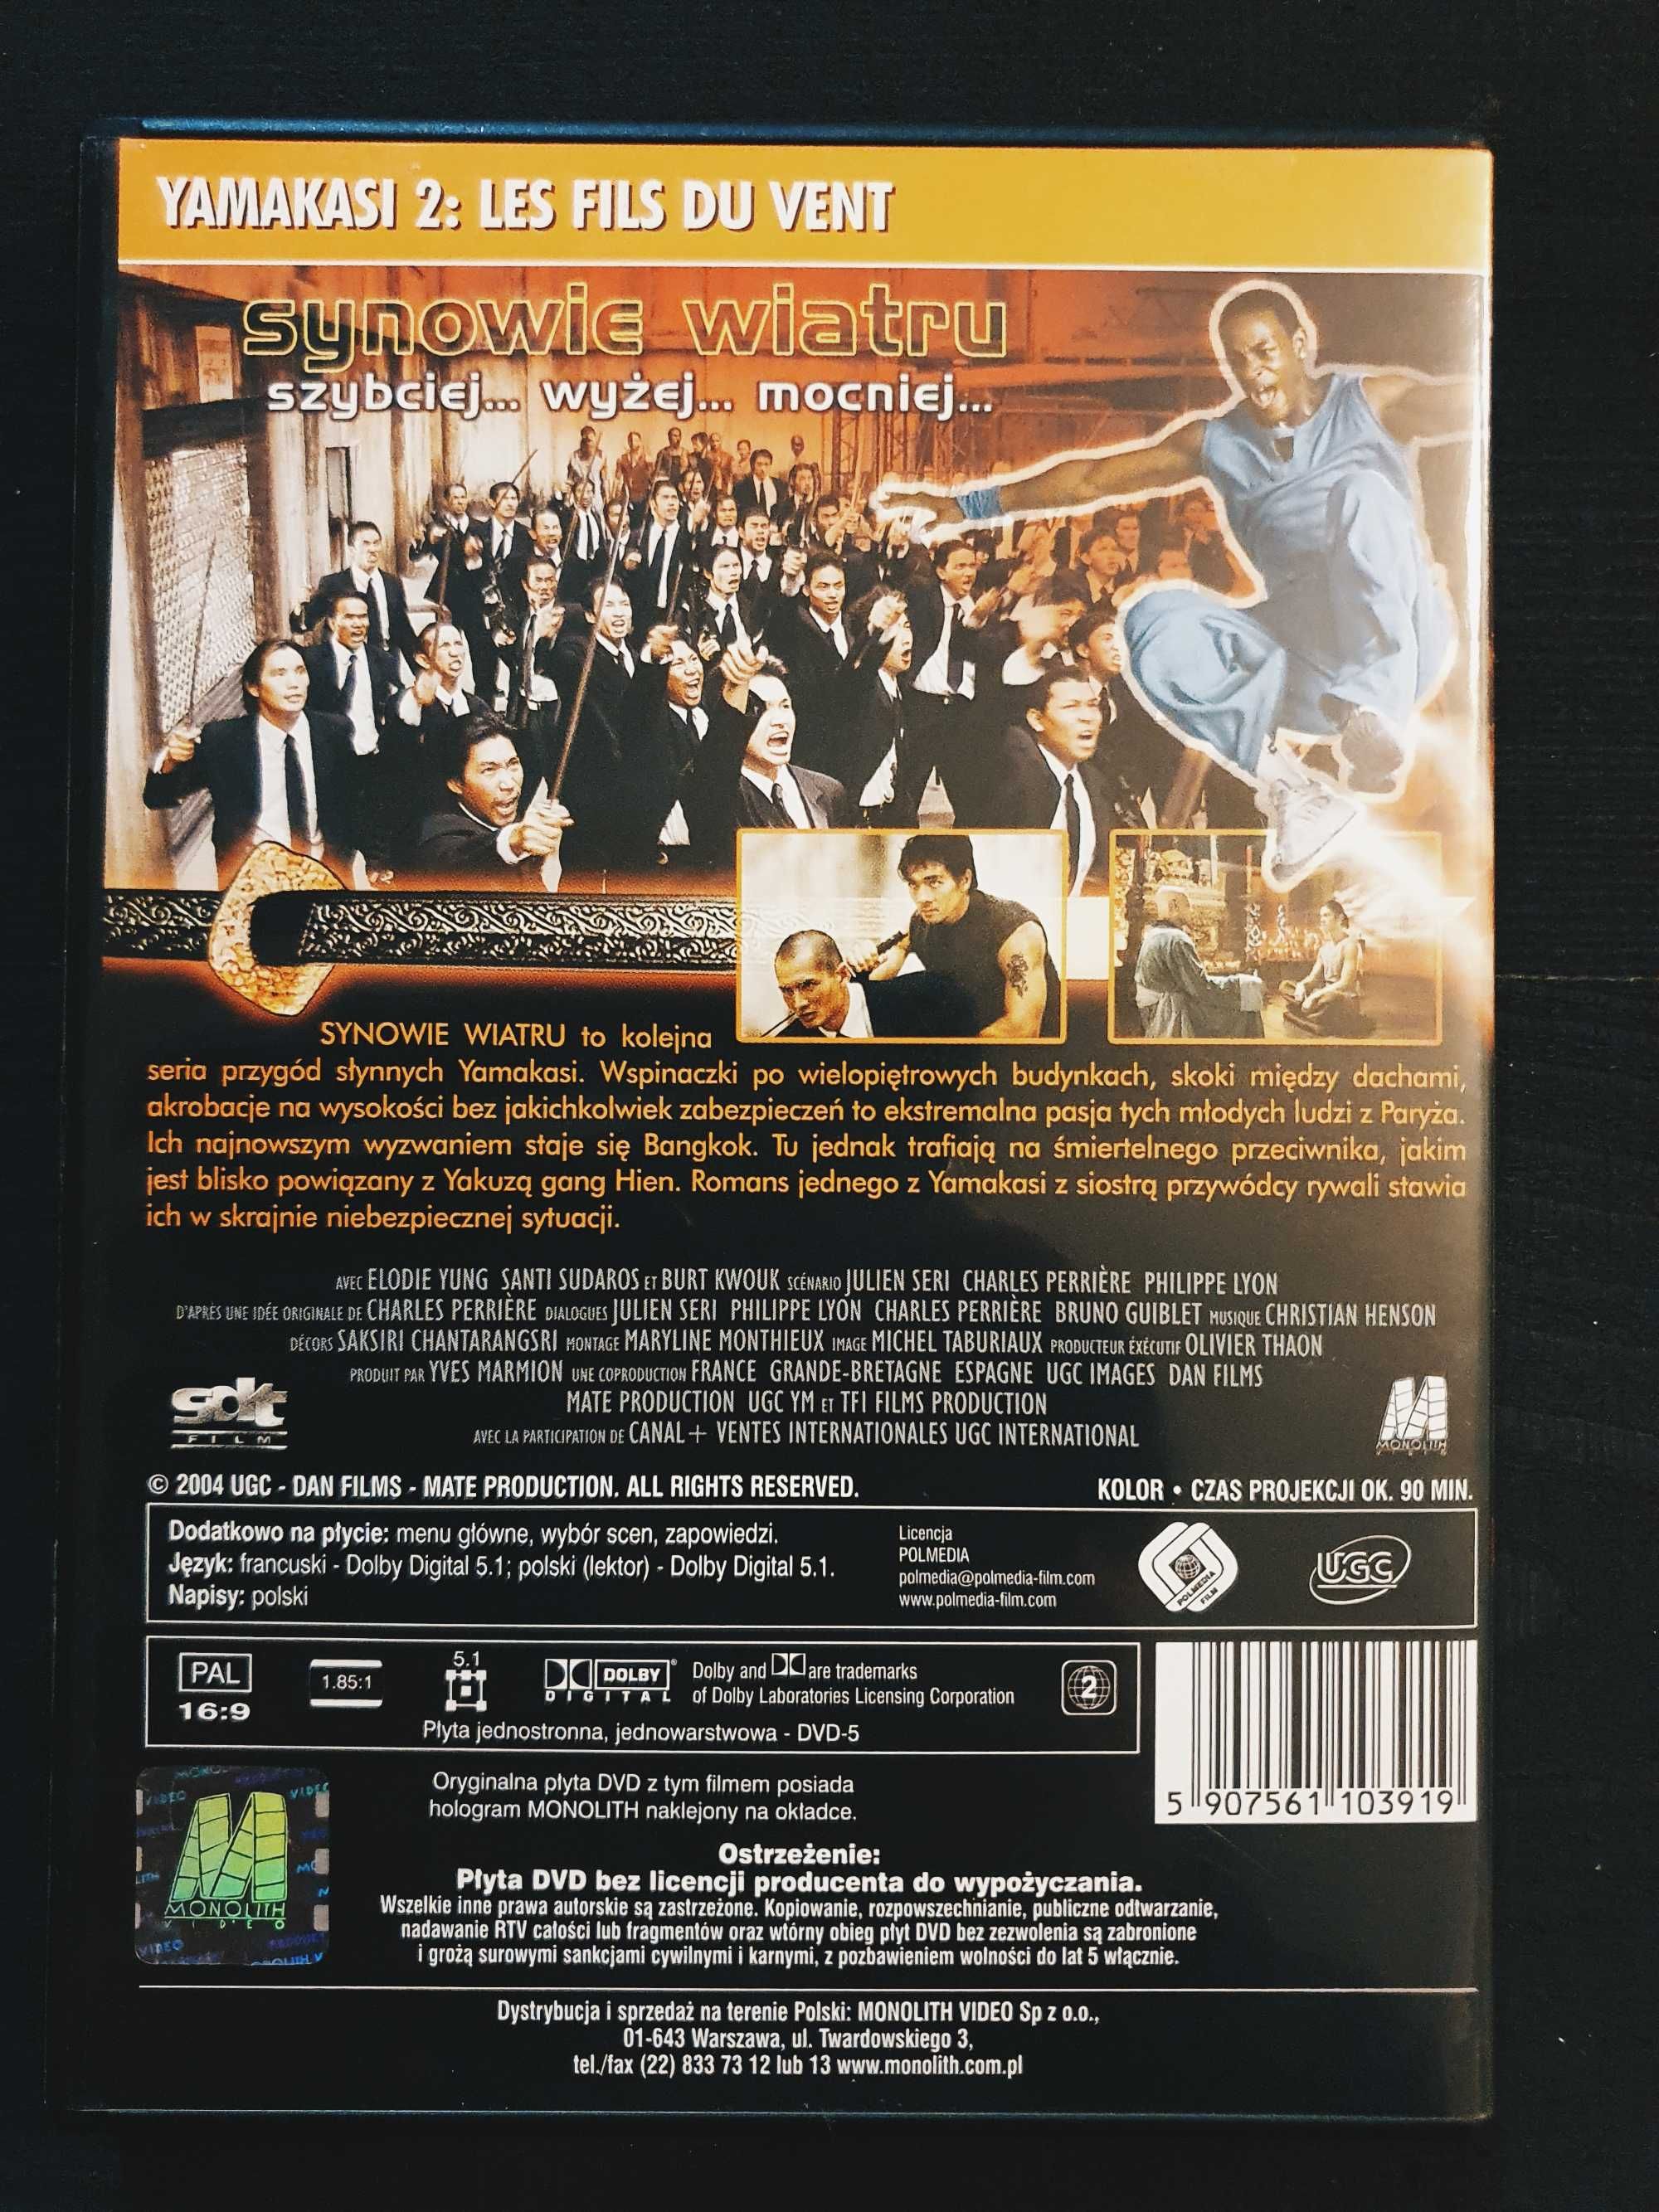 YAMAKASI 2: LES FILS DU VENT
synowie wiatru
szybciej... wyżej... mocniej...
SYNOWIE WIATRU to kolejna
seria przygód słynnych Yamakasi. Wspinaczki po wielopiętrowych budynkach, skoki między dachami,
akrobacje na wysokości bez jakichkolwiek zabezpieczeń to ekstremalna pasja tych młodych ludzi z Paryża.
Ich najnowszym wyzwaniem staje się Bangkok. Tu jednak trafiają na śmiertelnego przeciwnika, jakim
jest blisko powiązany z Yakuzą gang Hien. Romans jednego z Yamakasi z siostrą przywódcy rywali stawia
ich w skrajnie niebezpiecznej sytuacji.
AVEC ELODIE YUNG SANTI SUDAROS ET BURT KWOUK SCÉNARIO JULIEN SERI CHARLES PERRIÈRE PHILIPPE LYON
D'APRÈS UNE IDÉE ORIGINALE DE CHARLES PERRIÈRE DIALOGUES JULIEN SERI PHILIPPE LYON CHARLES PERRIÈRE BRUNO GUIBLET MUSIQUE CHRISTIAN HENSON
DÉCORS SAKSIRI CHANTARANGSRI MONTAGE MARYLINE MONTHIEUX IMAGE MICHEL TABURIAUX PRODUCTEUR ÉXÉCUTIF OLIVIER THAON
PRODUIT PAR YVES MARMION UNE COPRODUCTION FRANCE GRANDE-BRETAGNE ESPAGNE UGC IMAGES DAN FILMS
MATE PRODUCTION UGC YM ET TFI FILMS PRODUCTION
AVEC LA PARTICIPATION DE CANAL+ VENTES INTERNATIONALES UGC INTERNATIONAL
sdt
FILM
MONOLITH
VIDEO
© 2004 UGC - DAN FILMS - MATE PRODUCTION. ALL RIGHTS RESERVED.
KOLOR • CZAS PROJEKCJI OK. 90 MIN.
Dodatkowo na płycie: menu główne, wybór scen, zapowiedzi.
Język: francuski - Dolby Digital 5.1; polski (lektor) - Dolby Digital 5.1.
Napisy: polski
Licencja
POLMEDIA
polmedia@polmedia-film.com
www.polmedia-film.com
POLMEDIA
FILM
UGC
PAL
16:9
1.85:1
5.1
DOLBY®
DIGITAL
Dolby and are trademarks
of Dolby Laboratories Licensing Corporation
2
Płyta jednostronna, jednowarstwowa - DVD-5
5 907561 103919
Oryginalna płyta DVD z tym filmem posiada
hologram MONOLITH naklejony na okładce.
MONOLITH
VIDEO
Ostrzeżenie:
Płyta DVD bez licencji producenta do wypożyczania.
Wszelkie inne prawa autorskie są zastrzeżone. Kopiowanie, rozpowszechnianie, publiczne odtwarzanie,
nadawanie RTV całości lub fragmentów oraz wtórny obieg płyt DVD bez zezwolenia są zabronione
i grożą surowymi sankcjami cywilnymi i karnymi, z pozbawieniem wolności do lat 5 włącznie.
Dystrybucja i sprzedaż na terenie Polski: MONOLITH VIDEO Sp z o.o.,
01-643 Warszawa, ul. Twardowskiego 3,
tel./fax (22) 833 73 12 lub 13 www.monolith.com.pl